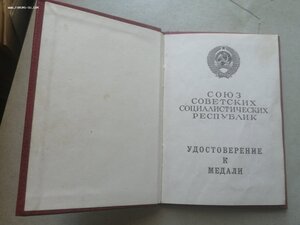 СОЮЗ
СОВЕТСКИХ
СОЦИАЛИСТИЧЕСКИХ
РЕСПУБЛИК
УДОСТОВЕРЕНИЕ
К
МЕДАЛИ